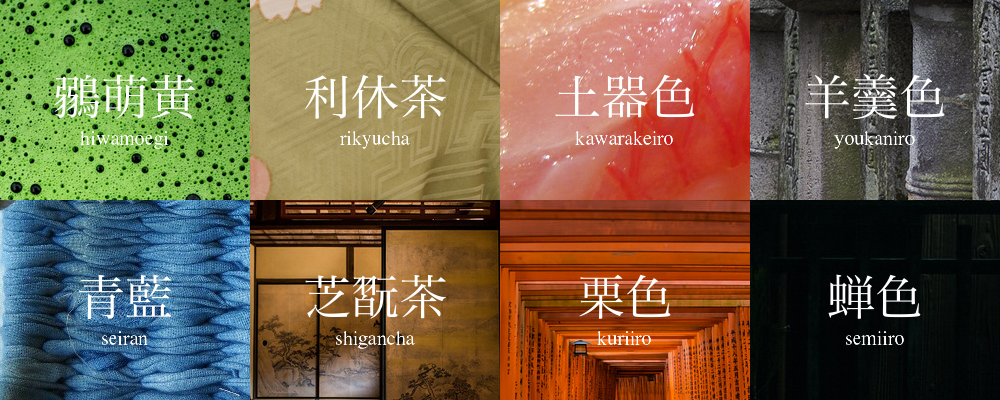 鶸萌黄
hiwamoegi
利休茶
rikyucha
土器色
kawarakeiro
羊羹色
youkaniro
青藍
seiran
芝翫茶
shigancha
栗色
kuriiro
蝉色
semiiro